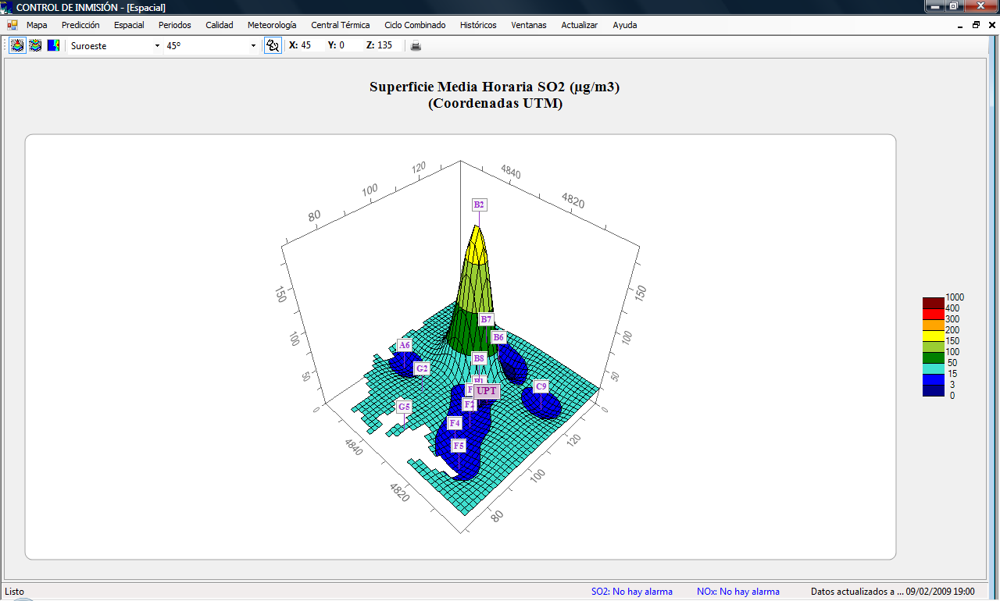 CONTROL DE INMISIÓN - [Espacial]
Mapa Predicción Espacial Periodos Calidad Meteorología Central Térmica Ciclo Combinado Históricos Ventanas Actualizar Ayuda
Suroeste 45º X: 45 Y: 0 Z: 135
Superficie Media Horaria SO2 (µg/m3)
(Coordenadas UTM)
120 4840
100 4820
80
B2
150 150
B7
100 B6 100
A6
B8
G2
50 50
C9
UPT
0 G5 F2 0
F4
4840 F5 120
100
4820
80
1000
400
300
200
150
100
50
15
3
0
Listo SO2: No hay alarma NOx: No hay alarma Datos actualizados a ... 09/02/2009 19:00